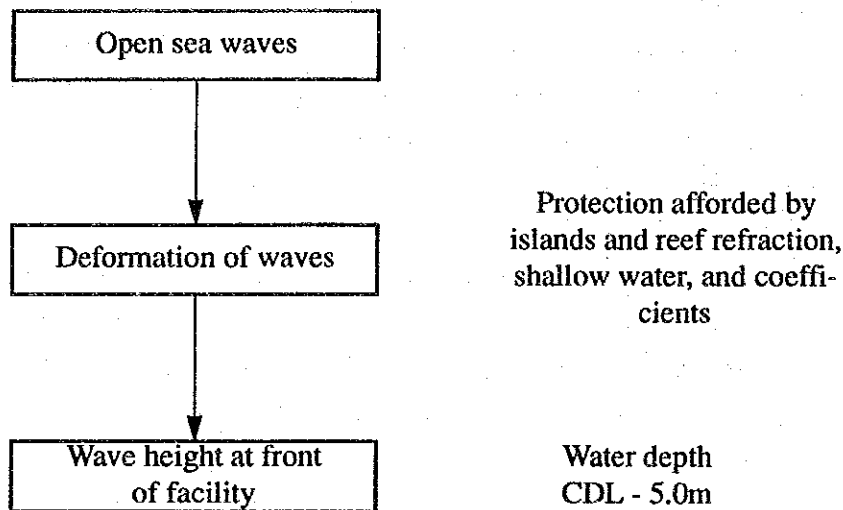 Open sea waves
Deformation of waves
Protection afforded by
islands and reef refraction,
shallow water, and coeffi-
cients
Wave height at front
of facility
Water depth
CDL - 5.0m